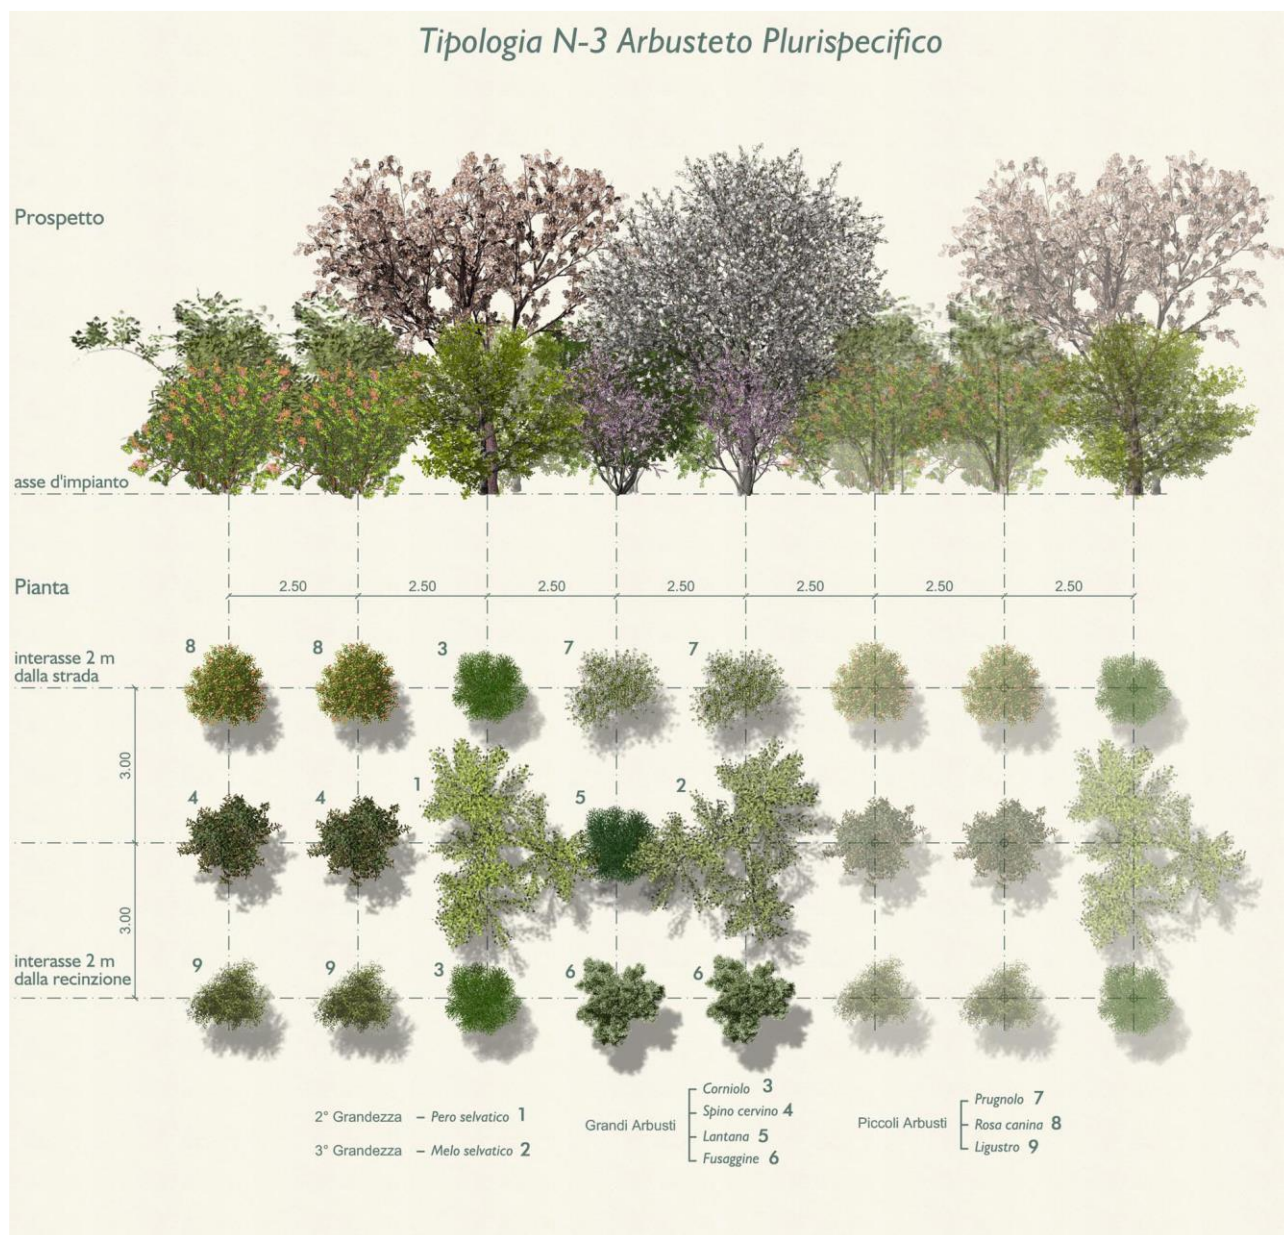 Tipologia N-3 Arbusteto Plurispecifico
Prospetto
asse d'impianto
Pianta
2.50 2.50 2.50 2.50 2.50 2.50 2.50
8 8 3 7 7
interasse 2 m
dalla strada
3.00
1 2
4 4 5
3.00
interasse 2 m
dalla recinzione
9 9 3 6 6
2° Grandezza – Pero selvatico 1
3° Grandezza – Melo selvatico 2
Grandi Arbusti
Corniolo 3
Spino cervino 4
Lantana 5
Fusaggine 6
Piccoli Arbusti
Prugnolo 7
Rosa canina 8
Ligustro 9